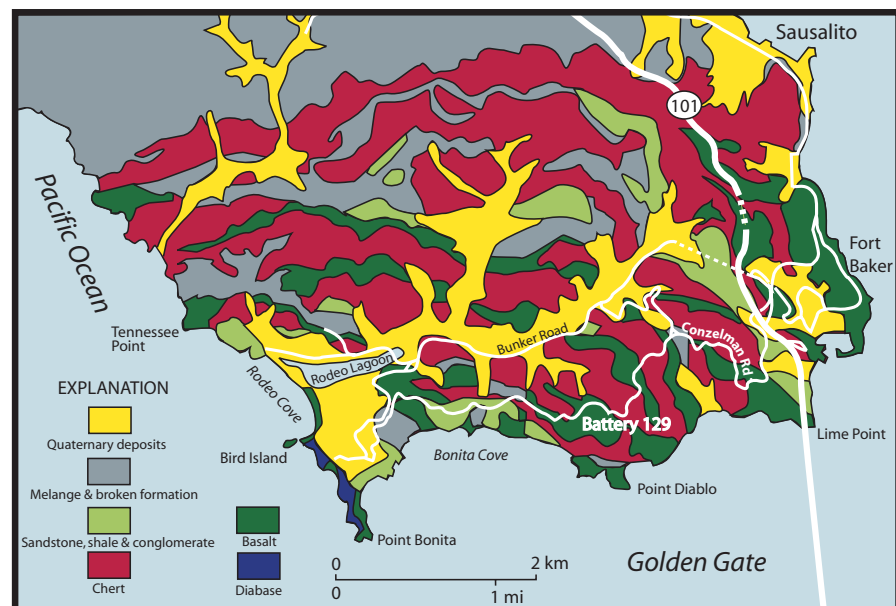 Sausalito
101
Pacific Ocean
Fort
Baker
Tennessee
Point
Bunker Road
Conzelman Rd
Rodeo Lagoon
EXPLANATION
Rodeo Cove
Quaternary deposits
Battery 129
Lime Point
Bird Island
Bonita Cove
Melange & broken formation
Point Diablo
Sandstone, shale & conglomerate
Basalt
Point Bonita
Chert
Diabase
0
2 km
0
1 mi
Golden Gate